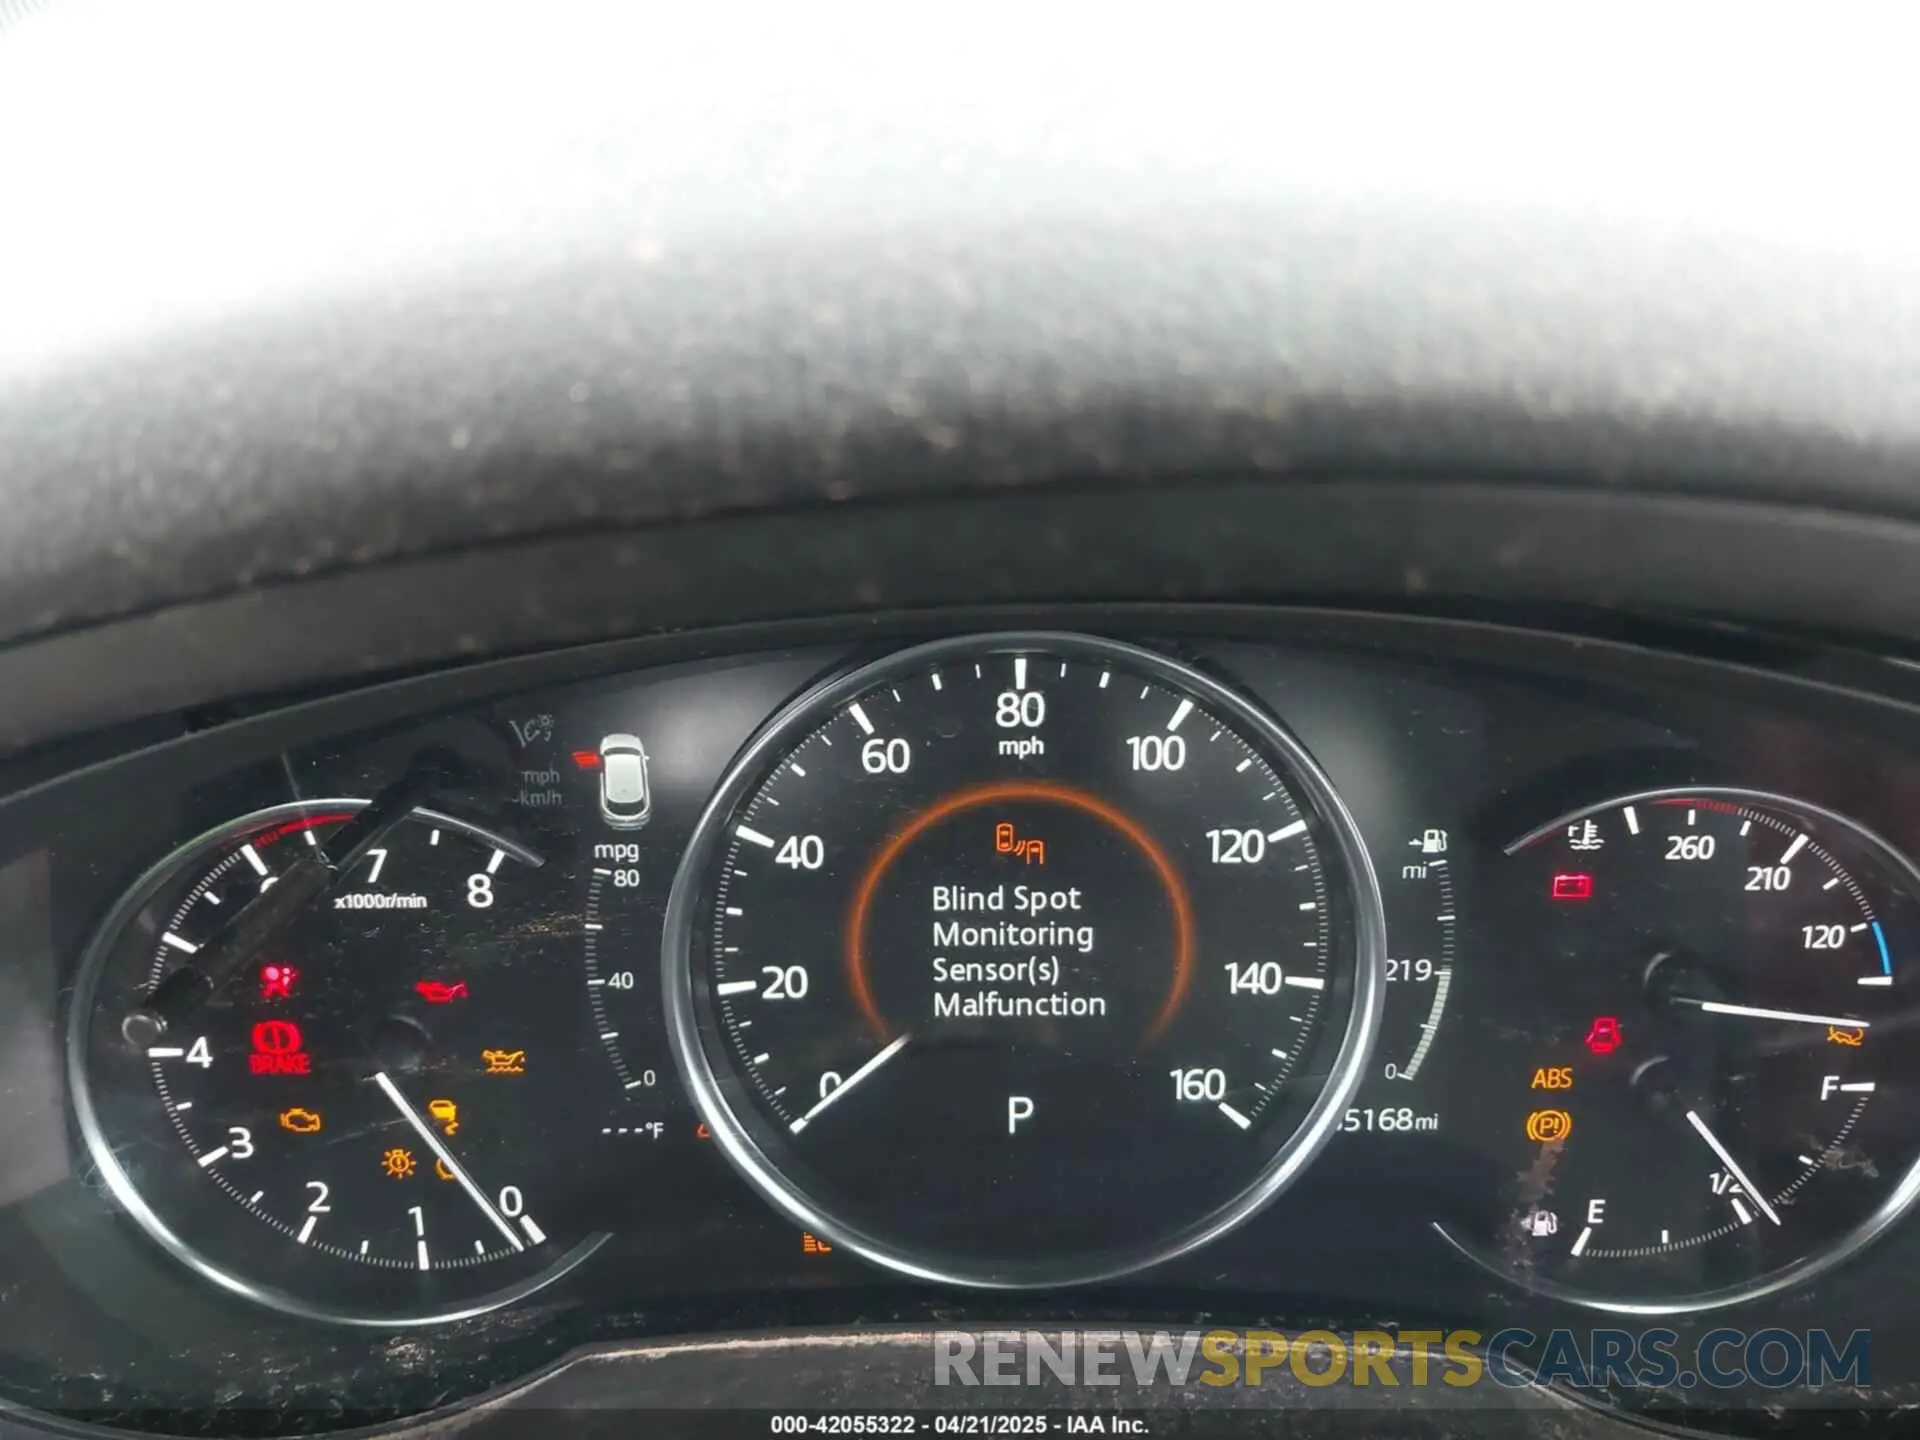 80
mph
60
100
mph
km/h
mpg
80
40
120
mi
260
210
7
8
x1000r/min
Blind Spot
Monitoring
Sensor(s)
Malfunction
120
40
20
140
219
4
BRAKE
0
0
160
0
ABS
F
---°F
P
5168mi
3
2
1
0
1/2
E
RENEWSPORTSCARS.COM
000-42055322 - 04/21/2025 - IAA Inc.